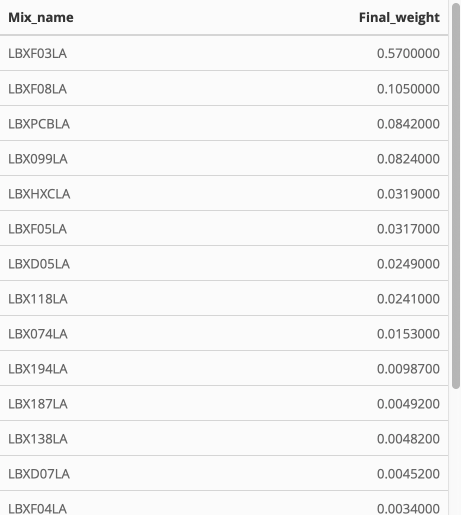 Mix_name Final_weight
LBXF03LA 0.5700000
LBXF08LA 0.1050000
LBXPCBLA 0.0842000
LBX099LA 0.0824000
LBXHXCLA 0.0319000
LBXF05LA 0.0317000
LBXD05LA 0.0249000
LBX118LA 0.0241000
LBX074LA 0.0153000
LBX194LA 0.0098700
LBX187LA 0.0049200
LBX138LA 0.0048200
LBXD07LA 0.0045200
LBXF04LA 0.0034000